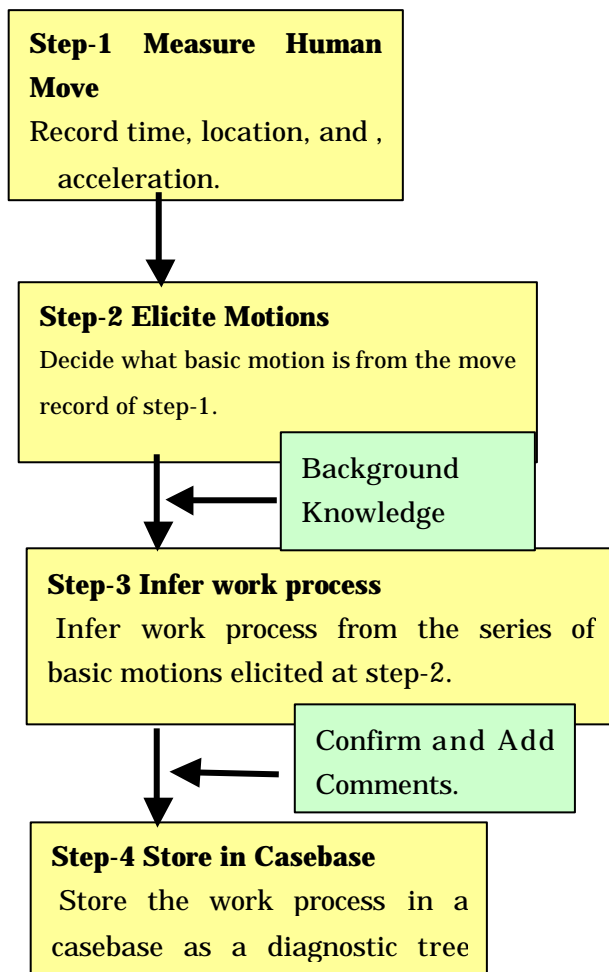 Step-1 Measure Human
Move
Record time, location, and ,
acceleration.
Step-2 Elicite Motions
Decide what basic motion is from the move
record of step-1.
Background
Knowledge
Step-3 Infer work process
Infer work process from the series of
basic motions elicited at step-2.
Confirm and Add
Comments.
Step-4 Store in Casebase
Store the work process in a
casebase as a diagnostic tree